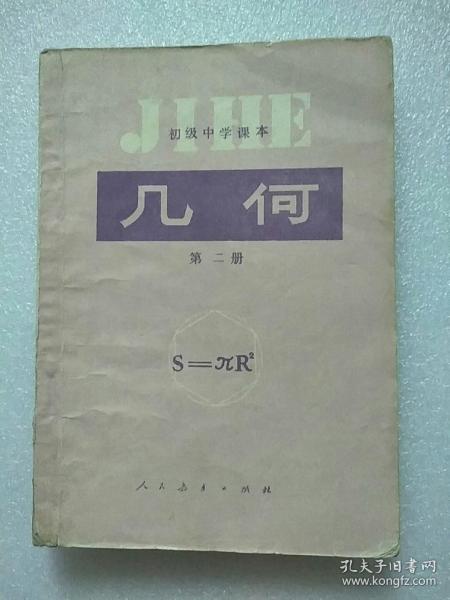 JIHE
初级中学课本
几何
第二册
S=πR²
人民教育出版社
孔夫子旧书网
www.kongfz.com